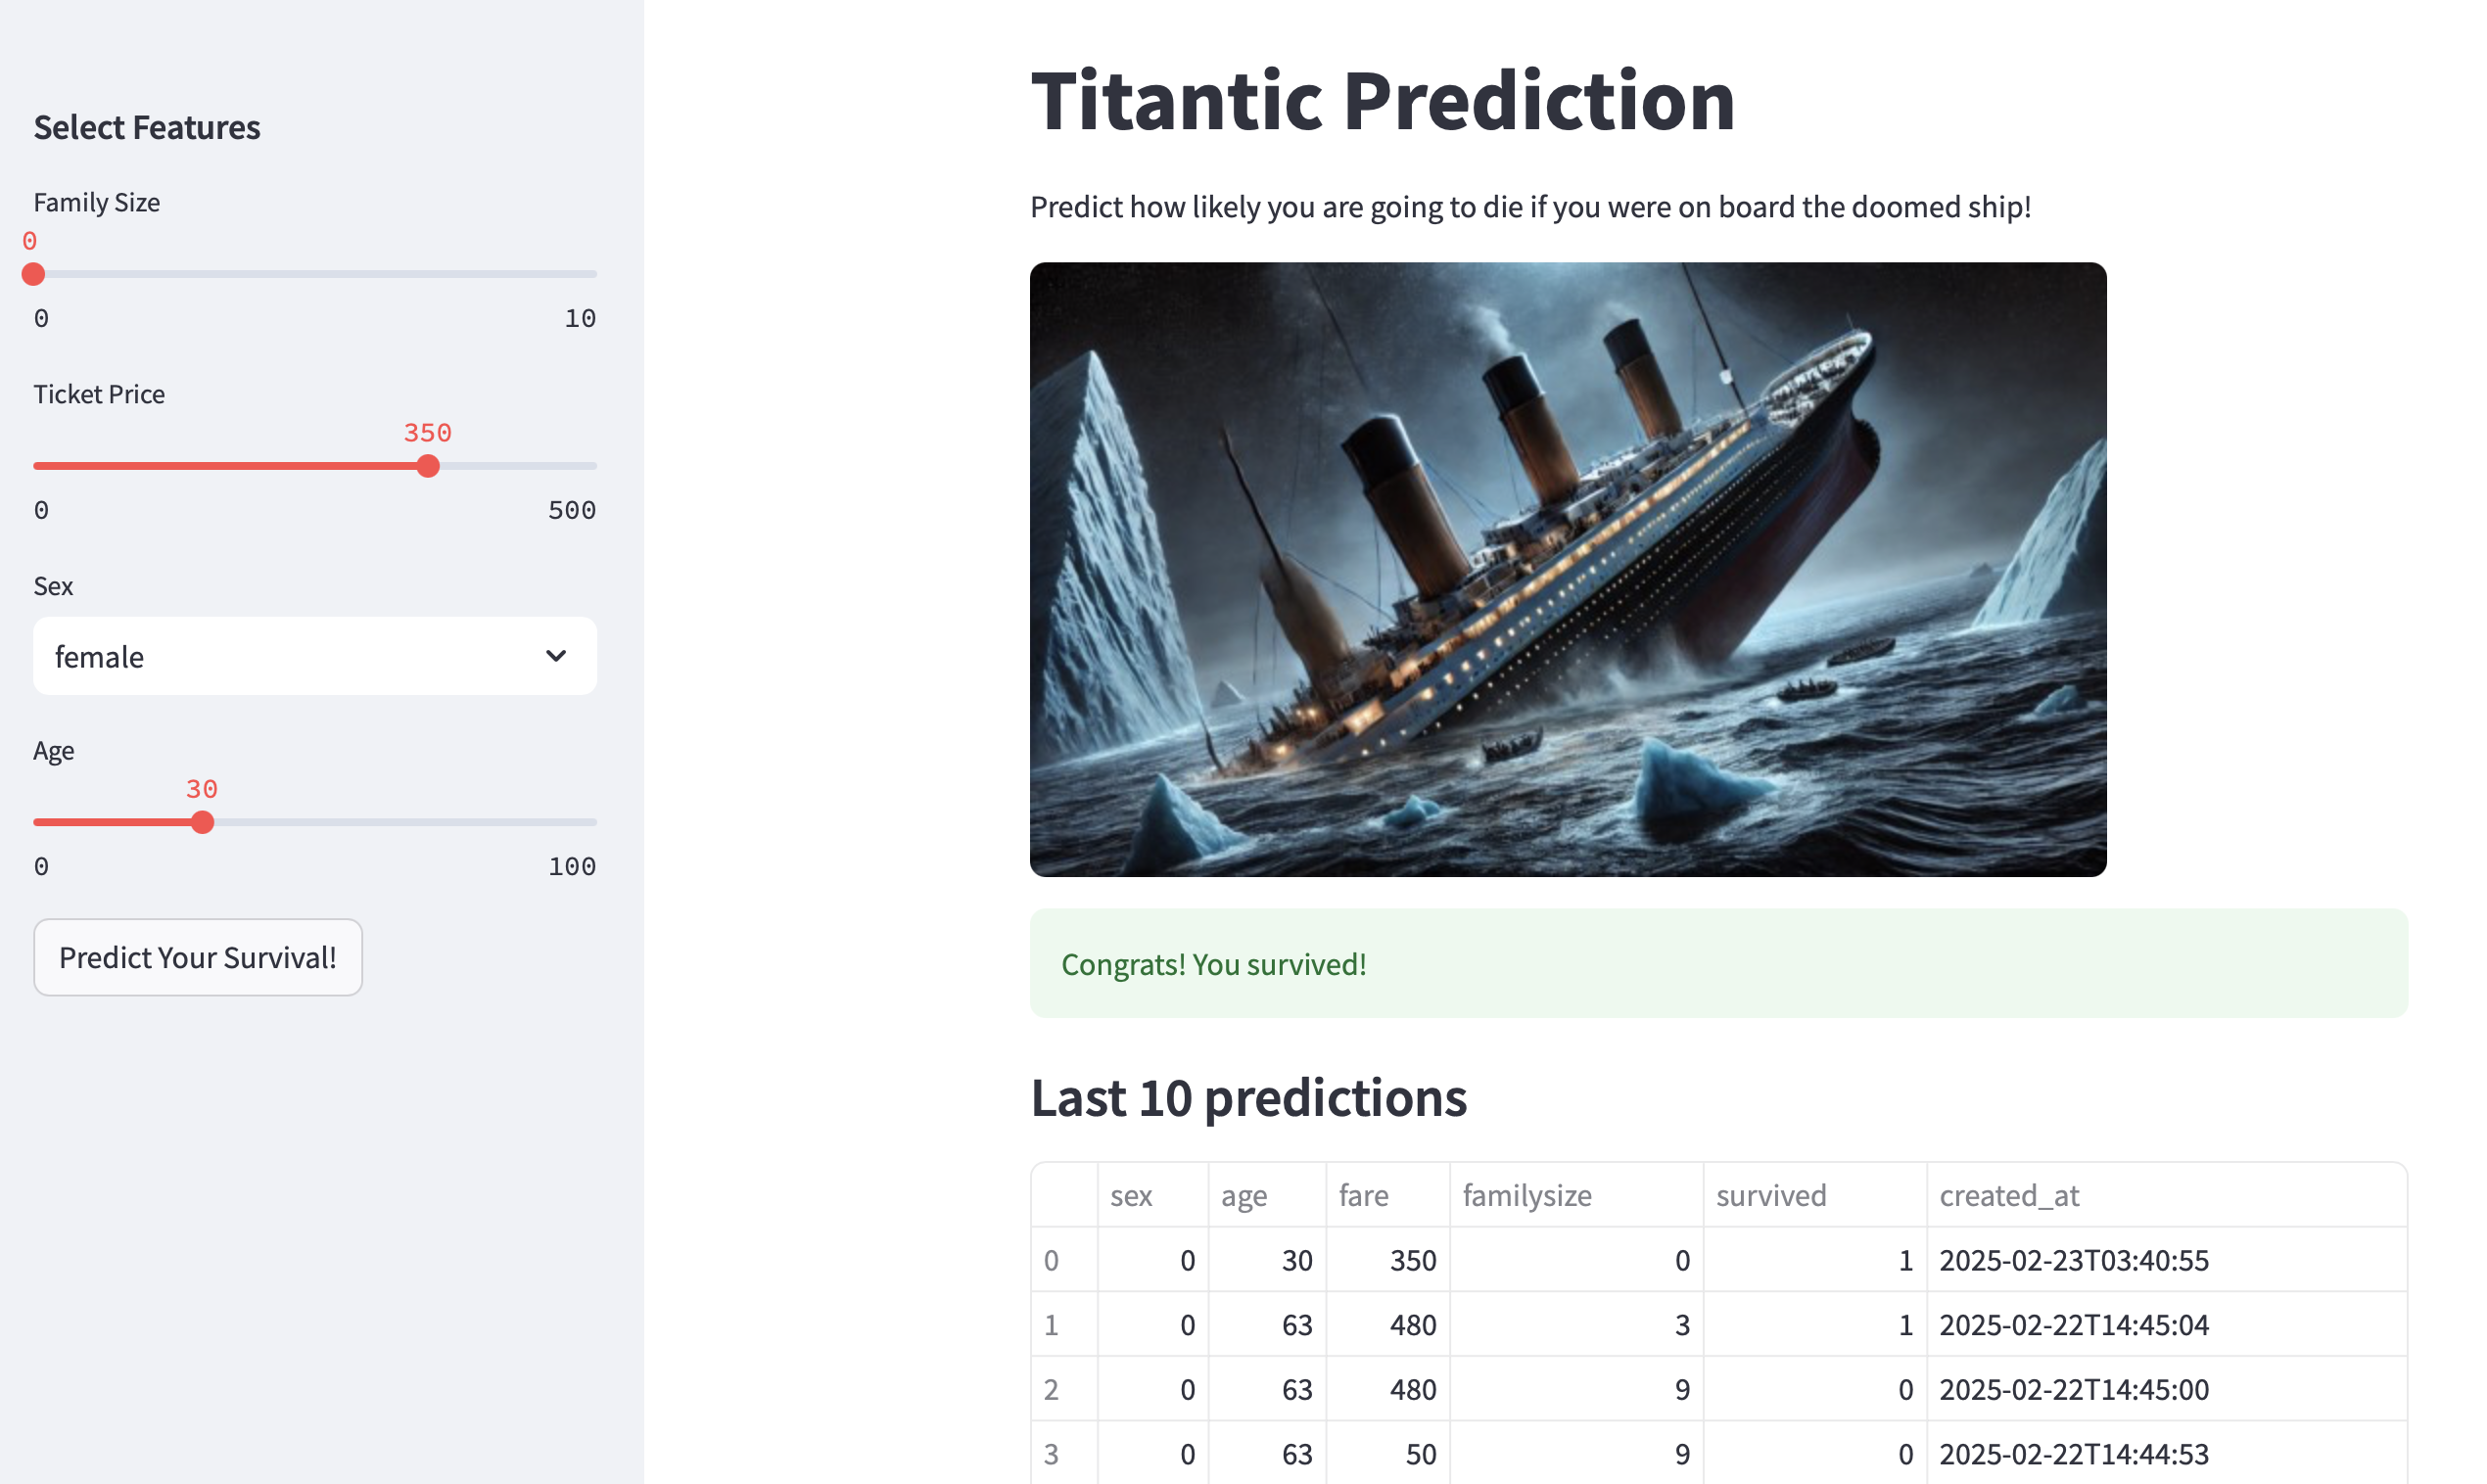 Select Features
Family Size
0
0 10
Ticket Price
350
0 500
Sex
female
Age
30
0 100
Predict Your Survival!
Titantic Prediction
Predict how likely you are going to die if you were on board the doomed ship!
Congrats! You survived!
Last 10 predictions
sex age fare familysize survived created_at
0 0 30 350 0 1 2025-02-23T03:40:55
1 0 63 480 3 1 2025-02-22T14:45:04
2 0 63 480 9 0 2025-02-22T14:45:00
3 0 63 50 9 0 2025-02-22T14:44:53